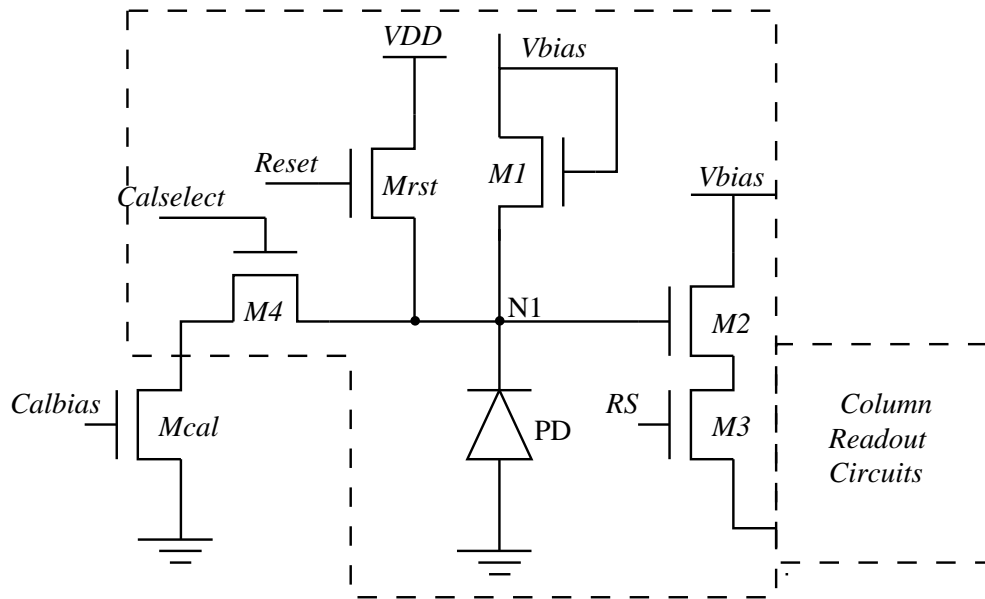 VDD
Vbias
Reset
Mrst
M1
Vbias
Calselect
M4
N1
M2
Calbias
Mcal
PD
RS
M3
Column
Readout
Circuits